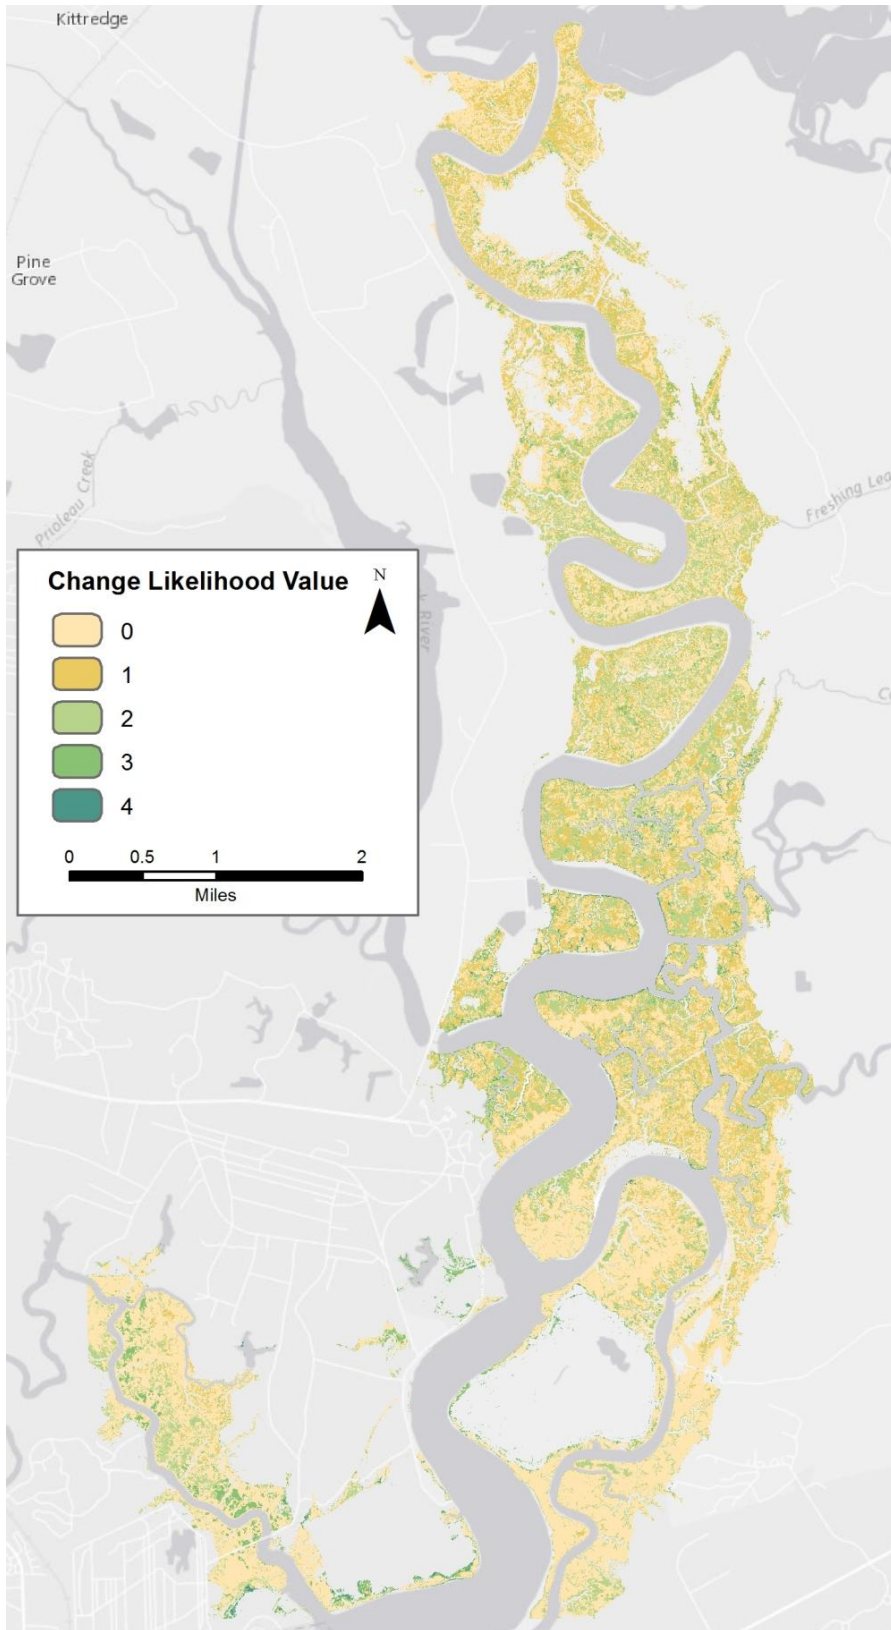 Kittredge
Pine
Grove
Prioleau Creek
Freshing Lea
Change Likelihood Value
N
0
1
2
3
4
0 0.5 1 2
Miles
River